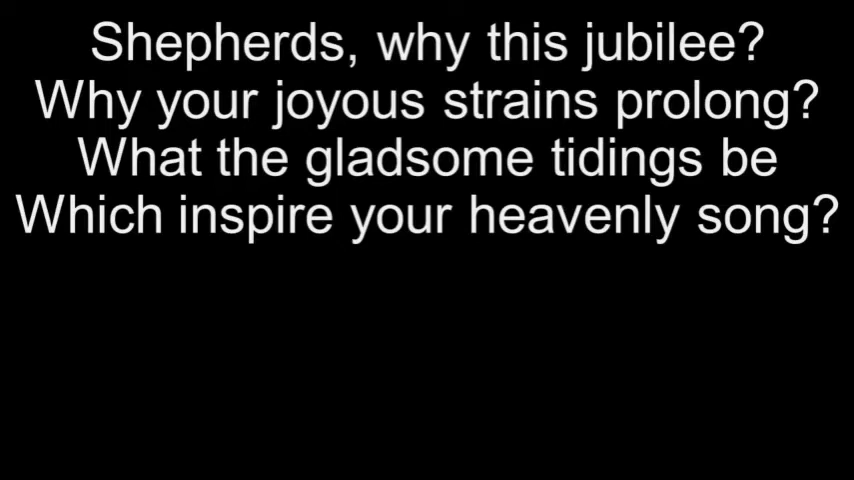 Shepherds, why this jubilee?
Why your joyous strains prolong?
What the gladsome tidings be
Which inspire your heavenly song?